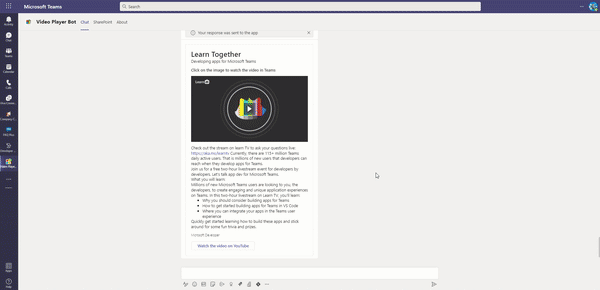 Microsoft Teams
Search
Video Player Bot
Chat
SharePoint
About
Activity
Chat
Teams
Calendar
Calls
Files
Help
Your response was sent to the app
Learn Together
Developing apps for Microsoft Teams
Click on the image to watch the video in Teams
Learn
Check out the stream on learn TV to ask your questions live:
Currently, there are 115+ million Teams
daily active users. That is millions of new users that developers can
reach when they develop apps for Teams.
Join us for a free two-hour livestream event for developers by
developers. Let's talk app dev for Microsoft Teams.
What you will learn
Millions of new Microsoft Teams users are looking to you, the
developers, to create engaging and unique application experiences
on Teams. In this two-hour livestream on Learn TV, you'll learn:
Why you should consider building apps for Teams
How to get started building apps for Teams in VS Code
Where you can integrate your apps in the Teams user
experience
Quickly get started learning how to build these apps and stick
around for some fun trivia and prizes.
Microsoft Developer
Watch the video on YouTube